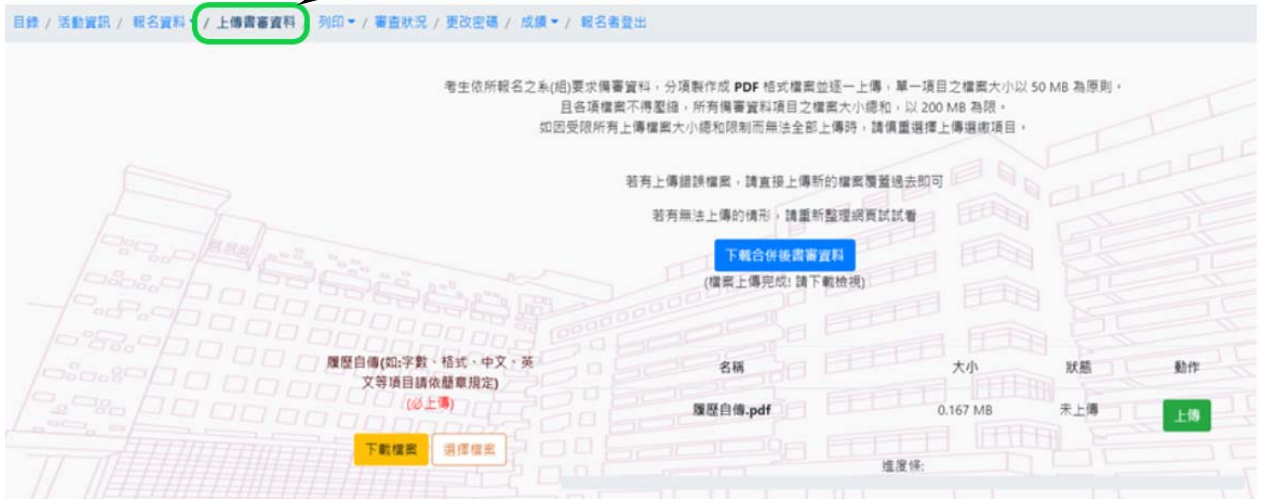 目錄 / 活動資訊 / 報名資料 / 上傳書審資料 / 列印 / 審查狀況 / 更改密碼 / 成績 / 報名者登出
考生依所報名之系(組)要求備審資料，分項製作成 PDF 格式檔案並逐一上傳，單一項目之檔案大小以 50 MB 為原則。
且各項檔案不得壓縮，所有備審資料項目之檔案大小總和，以 200 MB 為限。
如因受限所有上傳檔案大小總和限制而無法全部上傳時，請慎重選擇上傳選繳項目。
若有上傳錯誤檔案，請直接上傳新的檔案覆蓋過去即可
若有無法上傳的情形，請重新整理網頁試試看
下載合併後書審資料
(檔案上傳完成! 請下載檢視)
履歷自傳(如:字數、格式、中文、英
文等項目請依簡章規定)
(必上傳)
下載檔案 選擇檔案
名稱 大小 狀態 動作
履歷自傳.pdf 0.167 MB 未上傳 上傳
進度條: